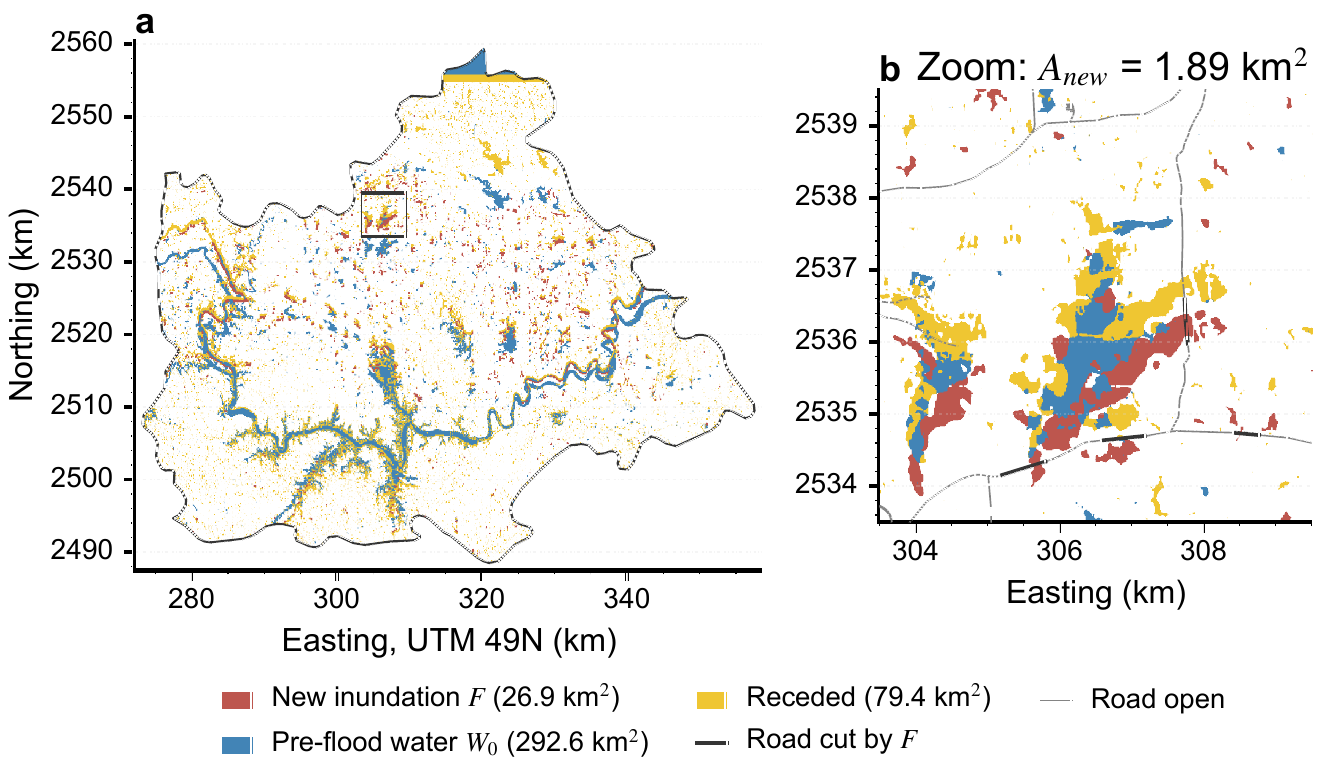 a
2560
2550
2540
2530
2520
2510
2500
2490
Northing (km)
280 300 320 340
Easting, UTM 49N (km)
b Zoom: A_new = 1.89 km²
2539
2538
2537
2536
2535
2534
304 306 308
Easting (km)
New inundation F (26.9 km²)
Receded (79.4 km²)
Road open
Pre-flood water W₀ (292.6 km²)
Road cut by F